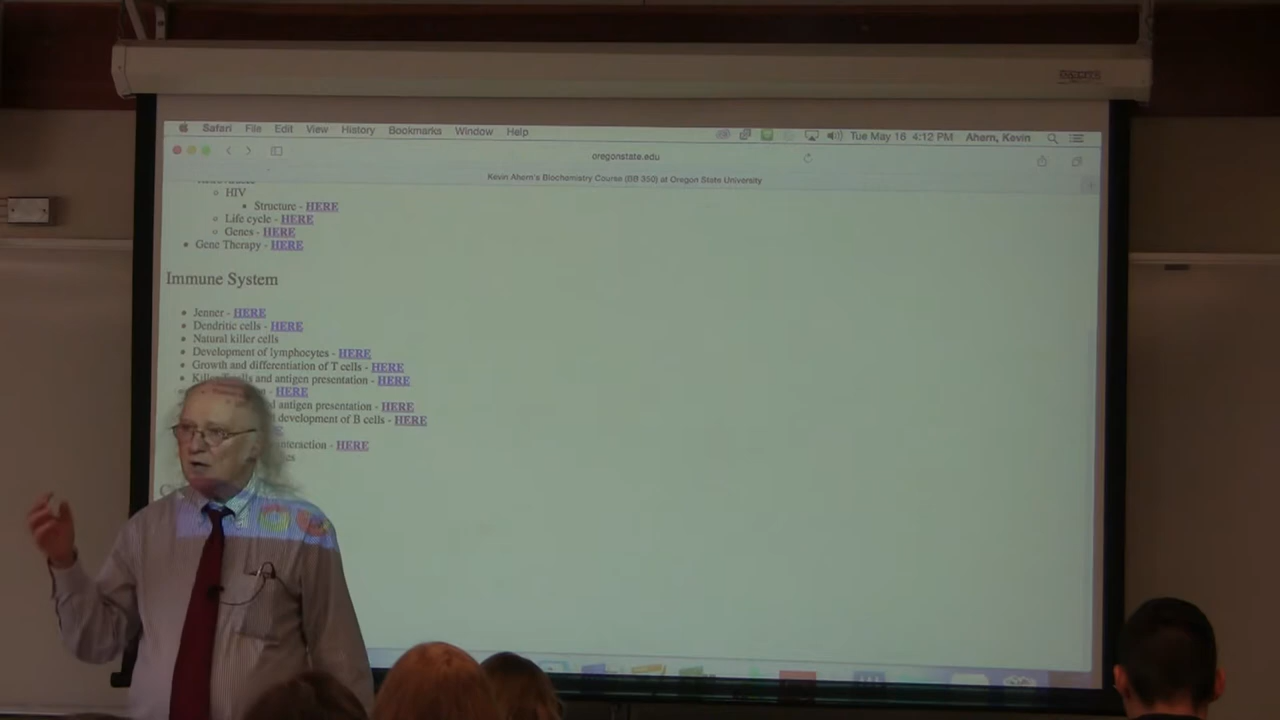 Safari File Edit View History Bookmarks Window Help Tue May 16 4:12 PM Ahern, Kevin
oregonstate.edu
Kevin Ahern's Biochemistry Course (BB 350) at Oregon State University
HIV
Structure - HERE
Life cycle - HERE
Genes - HERE
Gene Therapy - HERE
Immune System
Jenner - HERE
Dendritic cells - HERE
Natural killer cells
Development of lymphocytes - HERE
Growth and differentiation of T cells - HERE
Killer T cells and antigen presentation - HERE
- HERE
antigen presentation - HERE
development of B cells - HERE
interaction - HERE